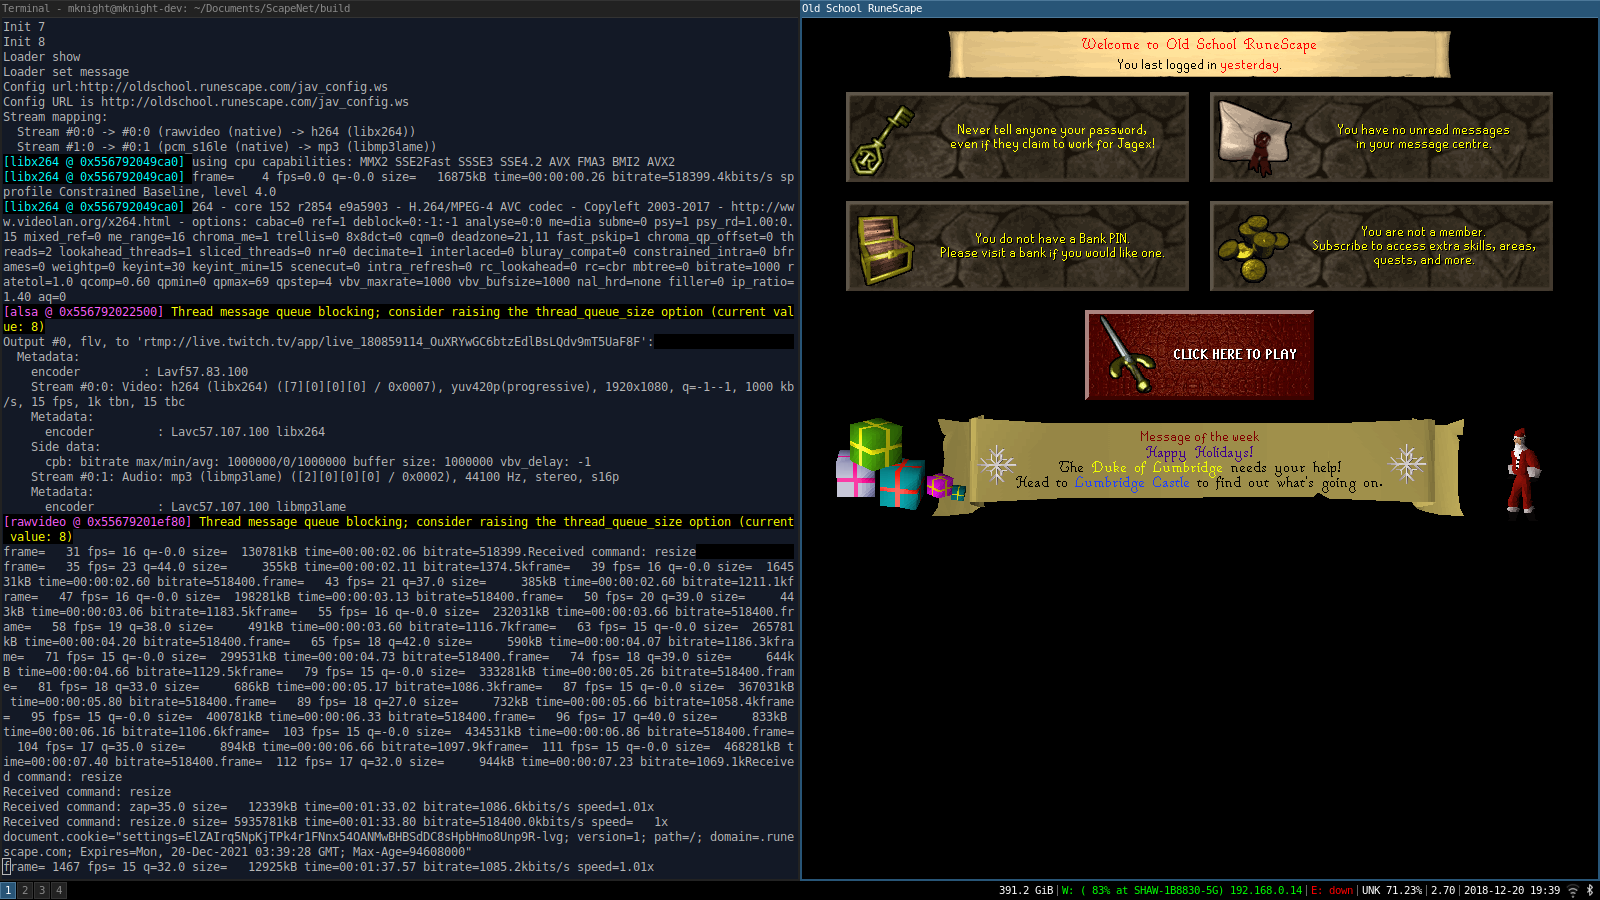 Terminal - mknight@mknight-dev: ~/Documents/ScapeNet/build
Init 7
Init 8
Loader show
Loader set message
Config url:http://oldschool.runescape.com/jav_config.ws
Config URL is http://oldschool.runescape.com/jav_config.ws
Stream mapping:
  Stream #0:0 -> #0:0 (rawvideo (native) -> h264 (libx264))
  Stream #1:0 -> #0:1 (pcm_s16le (native) -> mp3 (libmp3lame))
[libx264 @ 0x556792049ca0] using cpu capabilities: MMX2 SSE2Fast SSSE3 SSE4.2 AVX FMA3 BMI2 AVX2
[libx264 @ 0x556792049ca0] frame=    4 fps=0.0 q=-0.0 size=   16875kB time=00:00:00.26 bitrate=518399.4kbits/s sp
profile Constrained Baseline, level 4.0
[libx264 @ 0x556792049ca0] 264 - core 152 r2854 e9a5903 - H.264/MPEG-4 AVC codec - Copyleft 2003-2017 - http://ww
w.videolan.org/x264.html - options: cabac=0 ref=1 deblock=0:-1:-1 analyse=0:0 me=dia subme=0 psy=1 psy_rd=1.00:0.
15 mixed_ref=0 me_range=16 chroma_me=1 trellis=0 8x8dct=0 cqm=0 deadzone=21,11 fast_pskip=1 chroma_qp_offset=0 th
reads=2 lookahead_threads=1 sliced_threads=0 nr=0 decimate=1 interlaced=0 bluray_compat=0 constrained_intra=0 bfr
ames=0 weightp=0 keyint=30 keyint_min=15 scenecut=0 intra_refresh=0 rc_lookahead=0 rc=cbr mbtree=0 bitrate=1000 r
atetol=1.0 qcomp=0.60 qpmin=0 qpmax=69 qpstep=4 vbv_maxrate=1000 vbv_bufsize=1000 nal_hrd=none filler=0 ip_ratio=
1.40 aq=0
[alsa @ 0x556792022500] Thread message queue blocking; consider raising the thread_queue_size option (current val
ue: 8)
Output #0, flv, to 'rtmp://live.twitch.tv/app/live_180859114_OuXRYwGC6btzEdlBsLQdv9mT5UaF8F':
  Metadata:
    encoder         : Lavf57.83.100
    Stream #0:0: Video: h264 (libx264) ([7][0][0][0] / 0x0007), yuv420p(progressive), 1920x1080, q=-1--1, 1000 kb
/s, 15 fps, 1k tbn, 15 tbc
    Metadata:
      encoder         : Lavc57.107.100 libx264
    Side data:
      cpb: bitrate max/min/avg: 1000000/0/1000000 buffer size: 1000000 vbv_delay: -1
    Stream #0:1: Audio: mp3 (libmp3lame) ([2][0][0][0] / 0x0002), 44100 Hz, stereo, s16p
    Metadata:
      encoder         : Lavc57.107.100 libmp3lame
[rawvideo @ 0x55679201ef80] Thread message queue blocking; consider raising the thread_queue_size option (current
 value: 8)
frame=   31 fps= 16 q=-0.0 size=  130781kB time=00:00:02.06 bitrate=518399.Received command: resize
frame=   35 fps= 23 q=44.0 size=     355kB time=00:00:02.11 bitrate=1374.5kframe=   39 fps= 16 q=-0.0 size=  1645
31kB time=00:00:02.60 bitrate=518400.frame=   43 fps= 21 q=37.0 size=     385kB time=00:00:02.60 bitrate=1211.1kf
rame=   47 fps= 16 q=-0.0 size=  198281kB time=00:00:03.13 bitrate=518400.frame=   50 fps= 20 q=39.0 size=     44
3kB time=00:00:03.06 bitrate=1183.5kframe=   55 fps= 16 q=-0.0 size=  232031kB time=00:00:03.66 bitrate=518400.fr
ame=   58 fps= 19 q=38.0 size=     491kB time=00:00:03.60 bitrate=1116.7kframe=   63 fps= 15 q=-0.0 size=  265781
kB time=00:00:04.20 bitrate=518400.frame=   65 fps= 18 q=42.0 size=     590kB time=00:00:04.07 bitrate=1186.3kfra
me=   71 fps= 15 q=-0.0 size=  299531kB time=00:00:04.73 bitrate=518400.frame=   74 fps= 18 q=39.0 size=     644k
B time=00:00:04.66 bitrate=1129.5kframe=   79 fps= 15 q=-0.0 size=  333281kB time=00:00:05.26 bitrate=518400.fram
e=   81 fps= 18 q=33.0 size=     686kB time=00:00:05.17 bitrate=1086.3kframe=   87 fps= 15 q=-0.0 size=  367031kB
 time=00:00:05.80 bitrate=518400.frame=   89 fps= 18 q=27.0 size=     732kB time=00:00:05.66 bitrate=1058.4kframe
=   95 fps= 15 q=-0.0 size=  400781kB time=00:00:06.33 bitrate=518400.frame=   96 fps= 17 q=40.0 size=     833kB
time=00:00:06.16 bitrate=1106.6kframe=  103 fps= 15 q=-0.0 size=  434531kB time=00:00:06.86 bitrate=518400.frame=
  104 fps= 17 q=35.0 size=     894kB time=00:00:06.66 bitrate=1097.9kframe=  111 fps= 15 q=-0.0 size=  468281kB t
ime=00:00:07.40 bitrate=518400.frame=  112 fps= 17 q=32.0 size=     944kB time=00:00:07.23 bitrate=1069.1kReceive
d command: resize
Received command: resize
Received command: zap=35.0 size=   12339kB time=00:01:33.02 bitrate=1086.6kbits/s speed=1.01x
Received command: resize.0 size= 5935781kB time=00:01:33.80 bitrate=518400.0kbits/s speed=   1x
document.cookie="settings=ElZAIrq5NpKjTPk4r1FNnx54OANMwBHBSdDC8sHpbHmo8Unp9R-lvg; version=1; path=/; domain=.rune
scape.com; Expires=Mon, 20-Dec-2021 03:39:28 GMT; Max-Age=94608000"
frame= 1467 fps= 15 q=32.0 size=   12925kB time=00:01:37.57 bitrate=1085.2kbits/s speed=1.01x
Old School RuneScape
Welcome to Old School RuneScape
You last logged in yesterday.
Never tell anyone your password,
even if they claim to work for Jagex!
You have no unread messages
in your message centre.
You do not have a Bank PIN.
Please visit a bank if you would like one.
You are not a member.
Subscribe to access extra skills, areas,
quests, and more.
CLICK HERE TO PLAY
Message of the week
Happy Holidays!
The Duke of Lumbridge needs your help!
Head to Lumbridge Castle to find out what's going on.
1 2 3 4
391.2 GiB|W: ( 83% at SHAW-1B8830-5G) 192.168.0.14|E: down|UNK 71.23%|2.70|2018-12-20 19:39